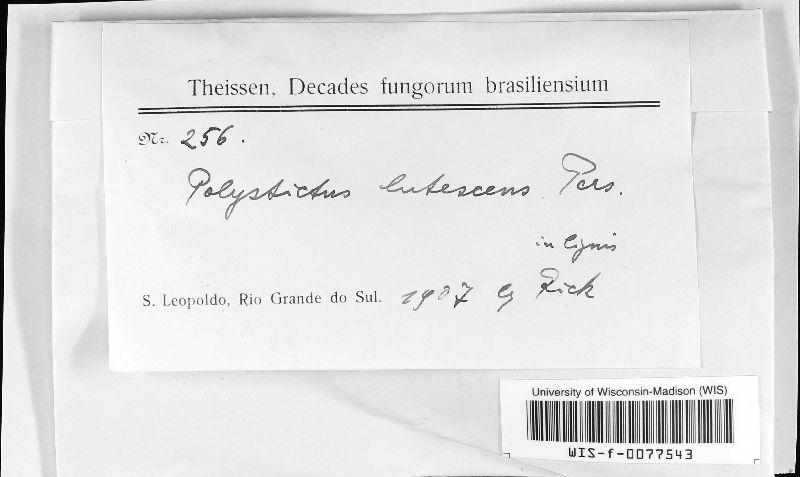 Theissen, Decades fungorum brasiliensium
Nr. 256.
Polystictus lutescens Pers.
in lignis
S. Leopoldo, Rio Grande do Sul. 1907 lg Rick
University of Wisconsin-Madison (WIS)
WIS-f-0077543